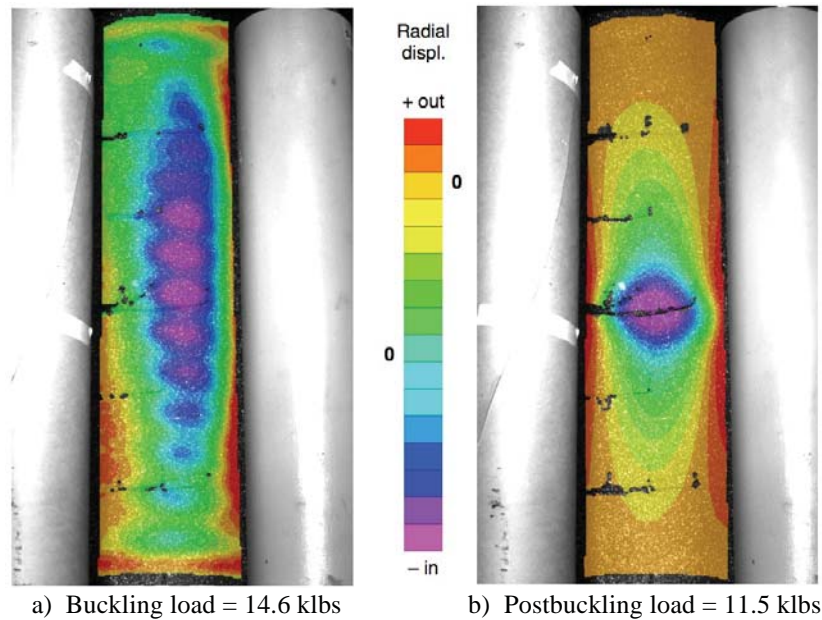 Radial
displ.
+ out
0
0
– in
a) Buckling load = 14.6 klbs
b) Postbuckling load = 11.5 klbs